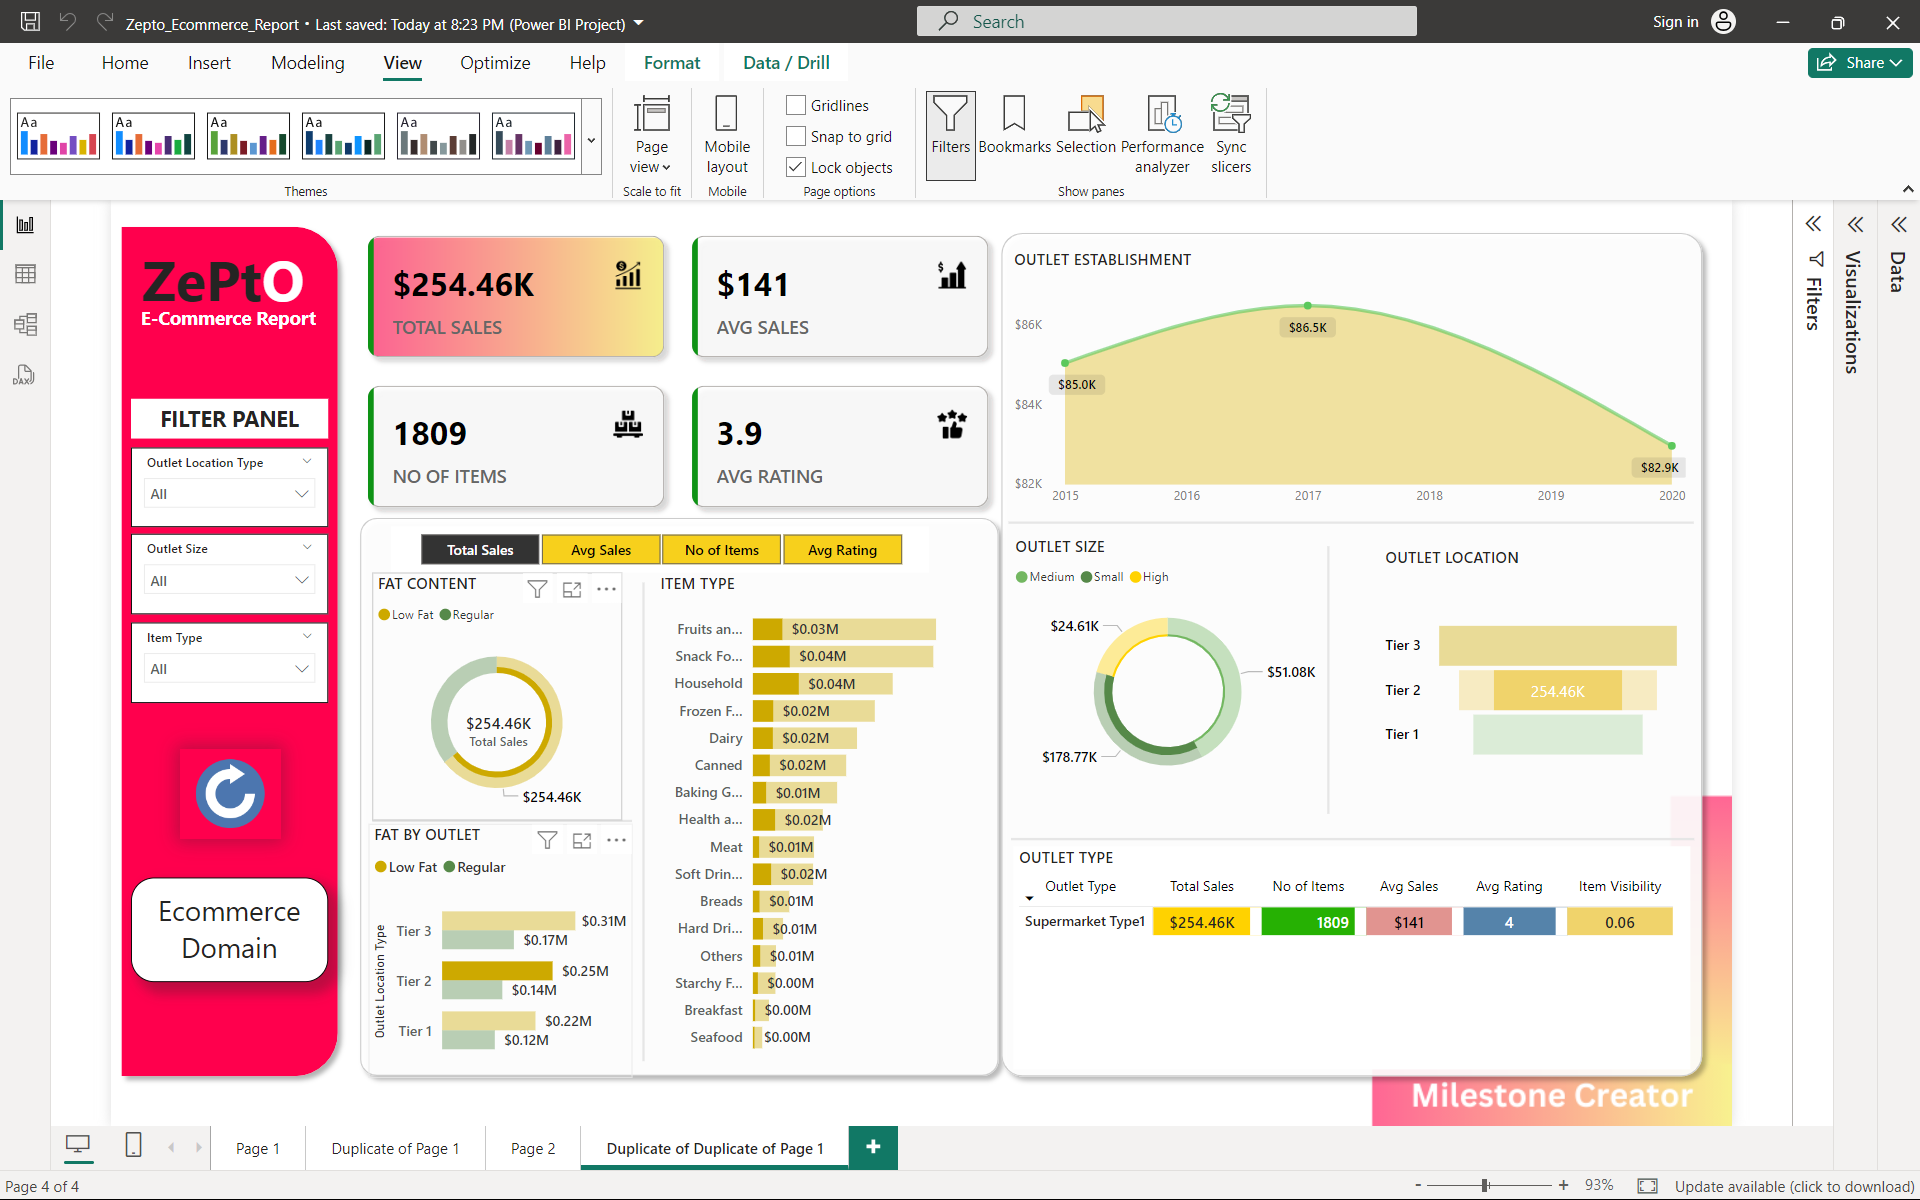 Zepto_Ecommerce_Report • Last saved: Today at 8:23 PM (Power BI Project)
Search
Sign in
File
Home
Insert
Modeling
View
Optimize
Help
Format
Data / Drill
Share
Aa
Aa
Aa
Aa
Aa
Aa
Themes
Page
view
Scale to fit
Mobile
layout
Mobile
Gridlines
Snap to grid
Lock objects
Page options
Filters
Bookmarks
Selection
Performance
analyzer
Sync
slicers
Show panes
DAX
ZePtO
E-Commerce Report
FILTER PANEL
Outlet Location Type
All
Outlet Size
All
Item Type
All
Ecommerce
Domain
$254.46K
TOTAL SALES
$141
AVG SALES
1809
NO OF ITEMS
3.9
AVG RATING
Total Sales
Avg Sales
No of Items
Avg Rating
FAT CONTENT
Low Fat
Regular
$254.46K
Total Sales
$254.46K
FAT BY OUTLET
Low Fat
Regular
Outlet Location Type
Tier 3
$0.31M
$0.17M
Tier 2
$0.25M
$0.14M
Tier 1
$0.22M
$0.12M
ITEM TYPE
Fruits an... $0.03M
Snack Fo... $0.04M
Household $0.04M
Frozen F... $0.02M
Dairy $0.02M
Canned $0.02M
Baking G... $0.01M
Health a... $0.02M
Meat $0.01M
Soft Drin... $0.02M
Breads $0.01M
Hard Dri... $0.01M
Others $0.01M
Starchy F... $0.00M
Breakfast $0.00M
Seafood $0.00M
OUTLET ESTABLISHMENT
$86K
$84K
$82K
$85.0K
$86.5K
$82.9K
2015 2016 2017 2018 2019 2020
OUTLET SIZE
Medium Small High
$24.61K
$51.08K
$178.77K
OUTLET LOCATION
Tier 3
Tier 2 254.46K
Tier 1
OUTLET TYPE
Outlet Type Total Sales No of Items Avg Sales Avg Rating Item Visibility
Supermarket Type1 $254.46K 1809 $141 4 0.06
Milestone Creator
Filters
Visualizations
Data
Page 1
Duplicate of Page 1
Page 2
Duplicate of Duplicate of Page 1
+
Page 4 of 4
- + 93%
Update available (click to download)